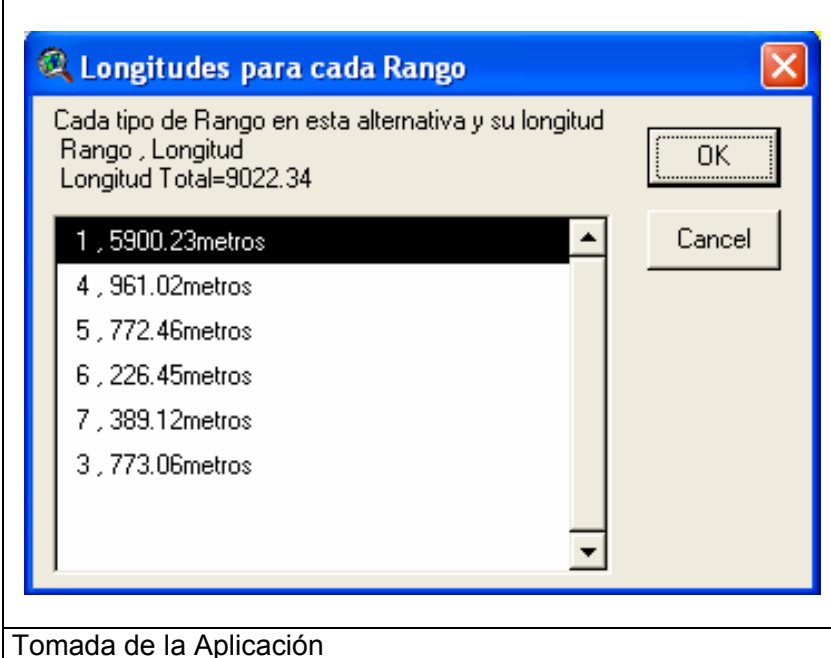 Longitudes para cada Rango
Cada tipo de Rango en esta alternativa y su longitud
Rango , Longitud
Longitud Total=9022.34
OK
Cancel
1 , 5900.23metros
4 , 961.02metros
5 , 772.46metros
6 , 226.45metros
7 , 389.12metros
3 , 773.06metros
Tomada de la Aplicación